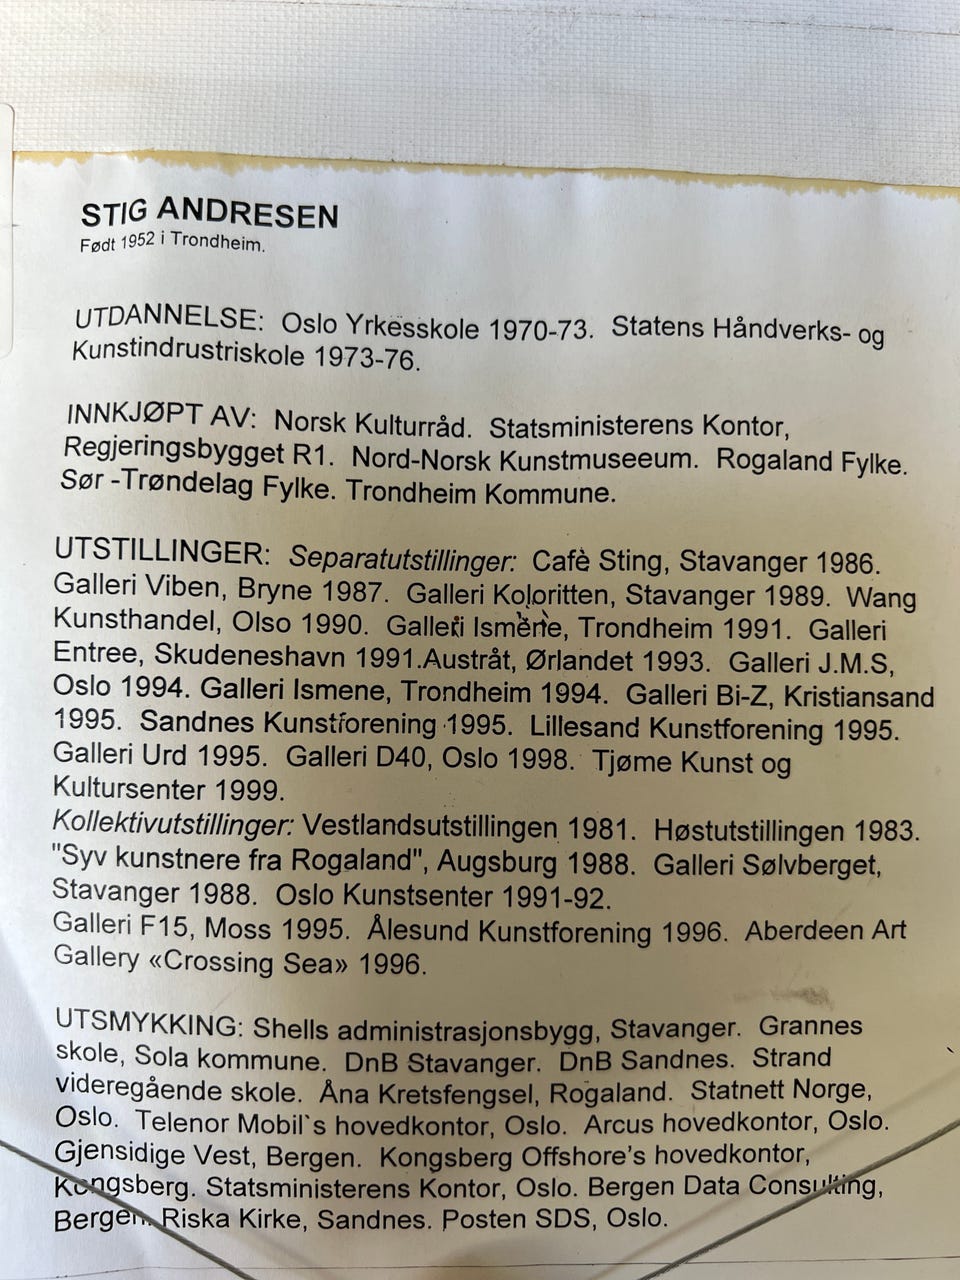 STIG ANDRESEN
Født 1952 i Trondheim.
UTDANNELSE: Oslo Yrkesskole 1970-73. Statens Håndverks- og
Kunstindrustriskole 1973-76.
INNKJØPT AV: Norsk Kulturråd. Statsministerens Kontor,
Regjeringsbygget R1. Nord-Norsk Kunstmuseeum. Rogaland Fylke.
Sør -Trøndelag Fylke. Trondheim Kommune.
UTSTILLINGER: Separatutstillinger: Cafè Sting, Stavanger 1986.
Galleri Viben, Bryne 1987. Galleri Koloritten, Stavanger 1989. Wang
Kunsthandel, Olso 1990. Galleri Ismene, Trondheim 1991. Galleri
Entree, Skudeneshavn 1991.Austråt, Ørlandet 1993. Galleri J.M.S,
Oslo 1994. Galleri Ismene, Trondheim 1994. Galleri Bi-Z, Kristiansand
1995. Sandnes Kunstforening 1995. Lillesand Kunstforening 1995.
Galleri Urd 1995. Galleri D40, Oslo 1998. Tjøme Kunst og
Kultursenter 1999.
Kollektivutstillinger: Vestlandsutstillingen 1981. Høstutstillingen 1983.
"Syv kunstnere fra Rogaland", Augsburg 1988. Galleri Sølvberget,
Stavanger 1988. Oslo Kunstsenter 1991-92.
Galleri F15, Moss 1995. Ålesund Kunstforening 1996. Aberdeen Art
Gallery «Crossing Sea» 1996.
UTSMYKKING: Shells administrasjonsbygg, Stavanger. Grannes
skole, Sola kommune. DnB Stavanger. DnB Sandnes. Strand
videregående skole. Åna Kretsfengsel, Rogaland. Statnett Norge,
Oslo. Telenor Mobil`s hovedkontor, Oslo. Arcus hovedkontor, Oslo.
Gjensidige Vest, Bergen. Kongsberg Offshore's hovedkontor,
Kongsberg. Statsministerens Kontor, Oslo. Bergen Data Consulting,
Bergen. Riska Kirke, Sandnes. Posten SDS, Oslo.